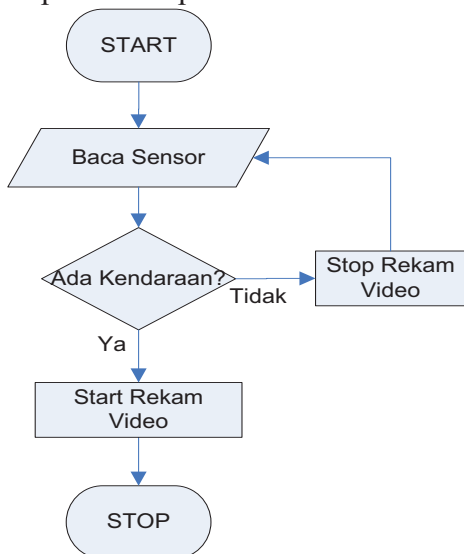 START
Baca Sensor
Ada Kendaraan?
Tidak
Stop Rekam
Video
Ya
Start Rekam
Video
STOP